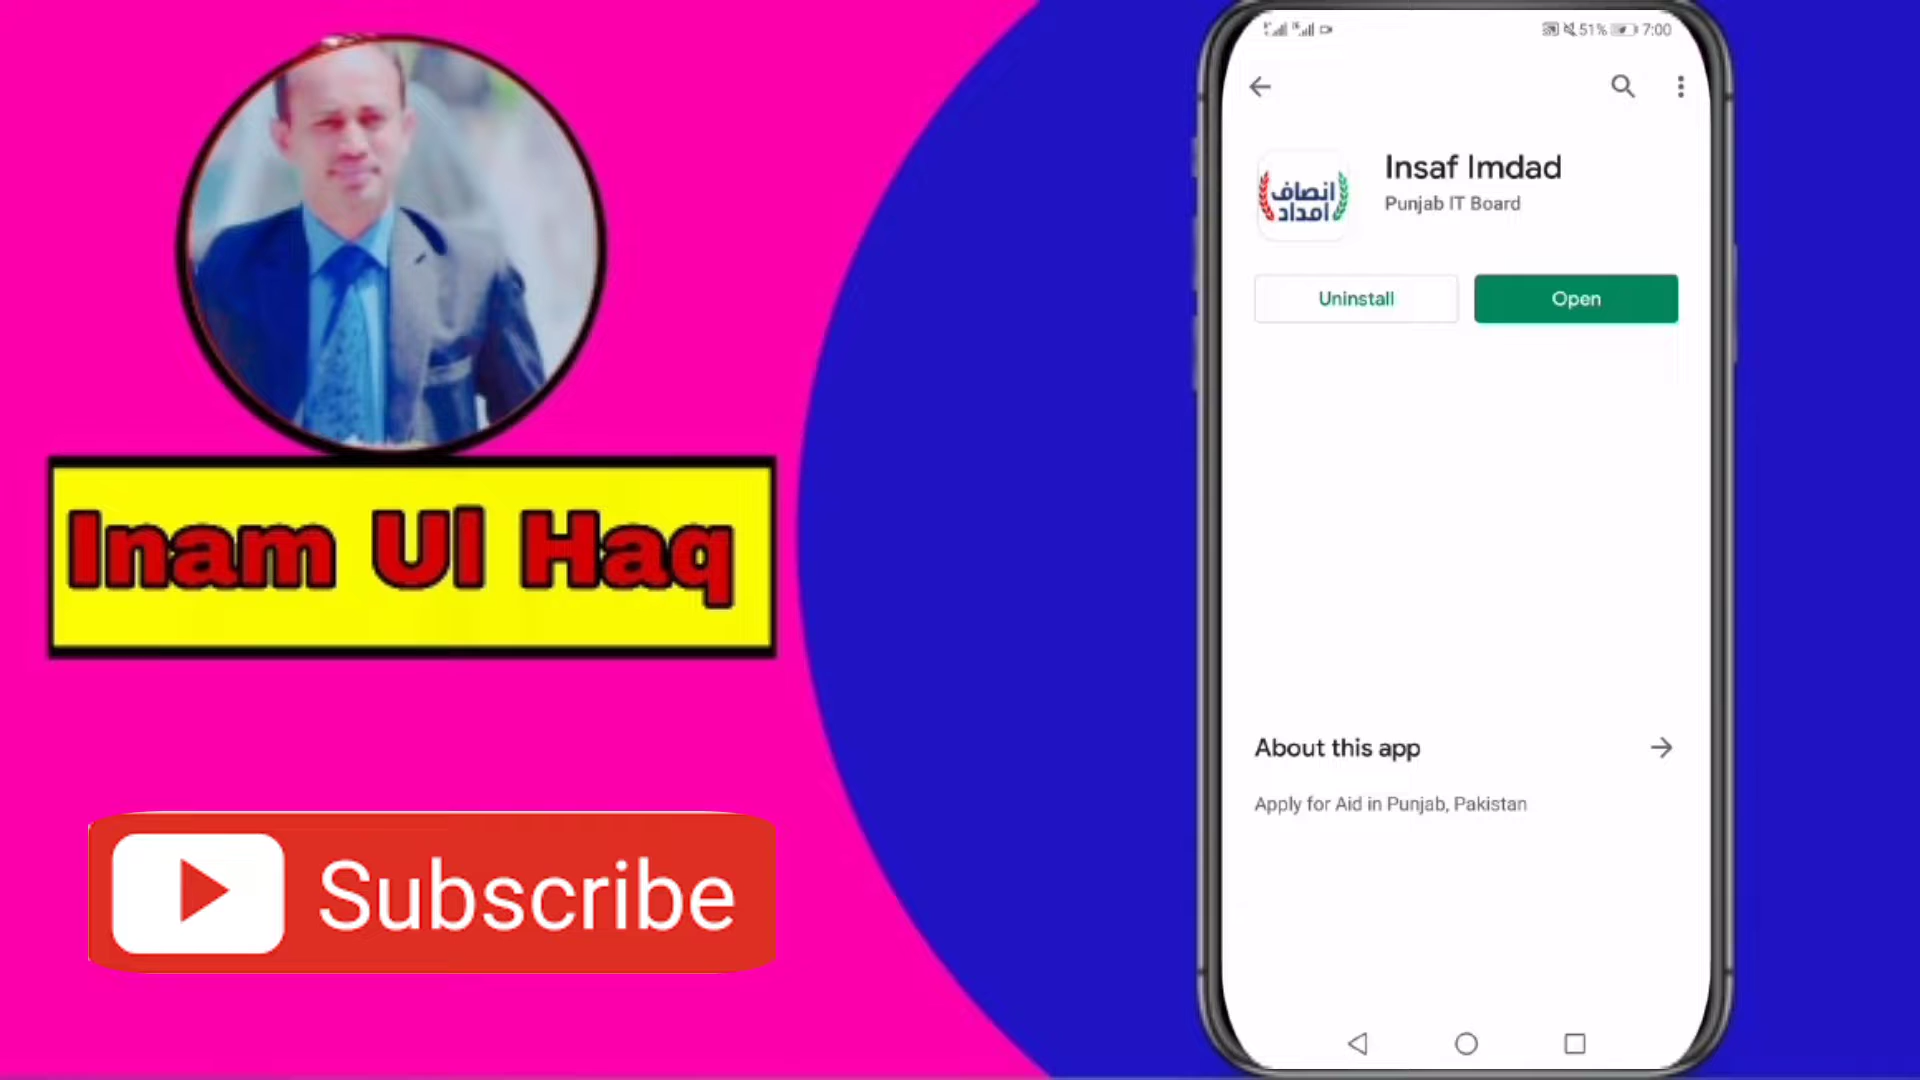 Inam Ul Haq
Subscribe
51% 7:00
Insaf Imdad
Punjab IT Board
انصاف
امداد
Uninstall
Open
About this app
Apply for Aid in Punjab, Pakistan